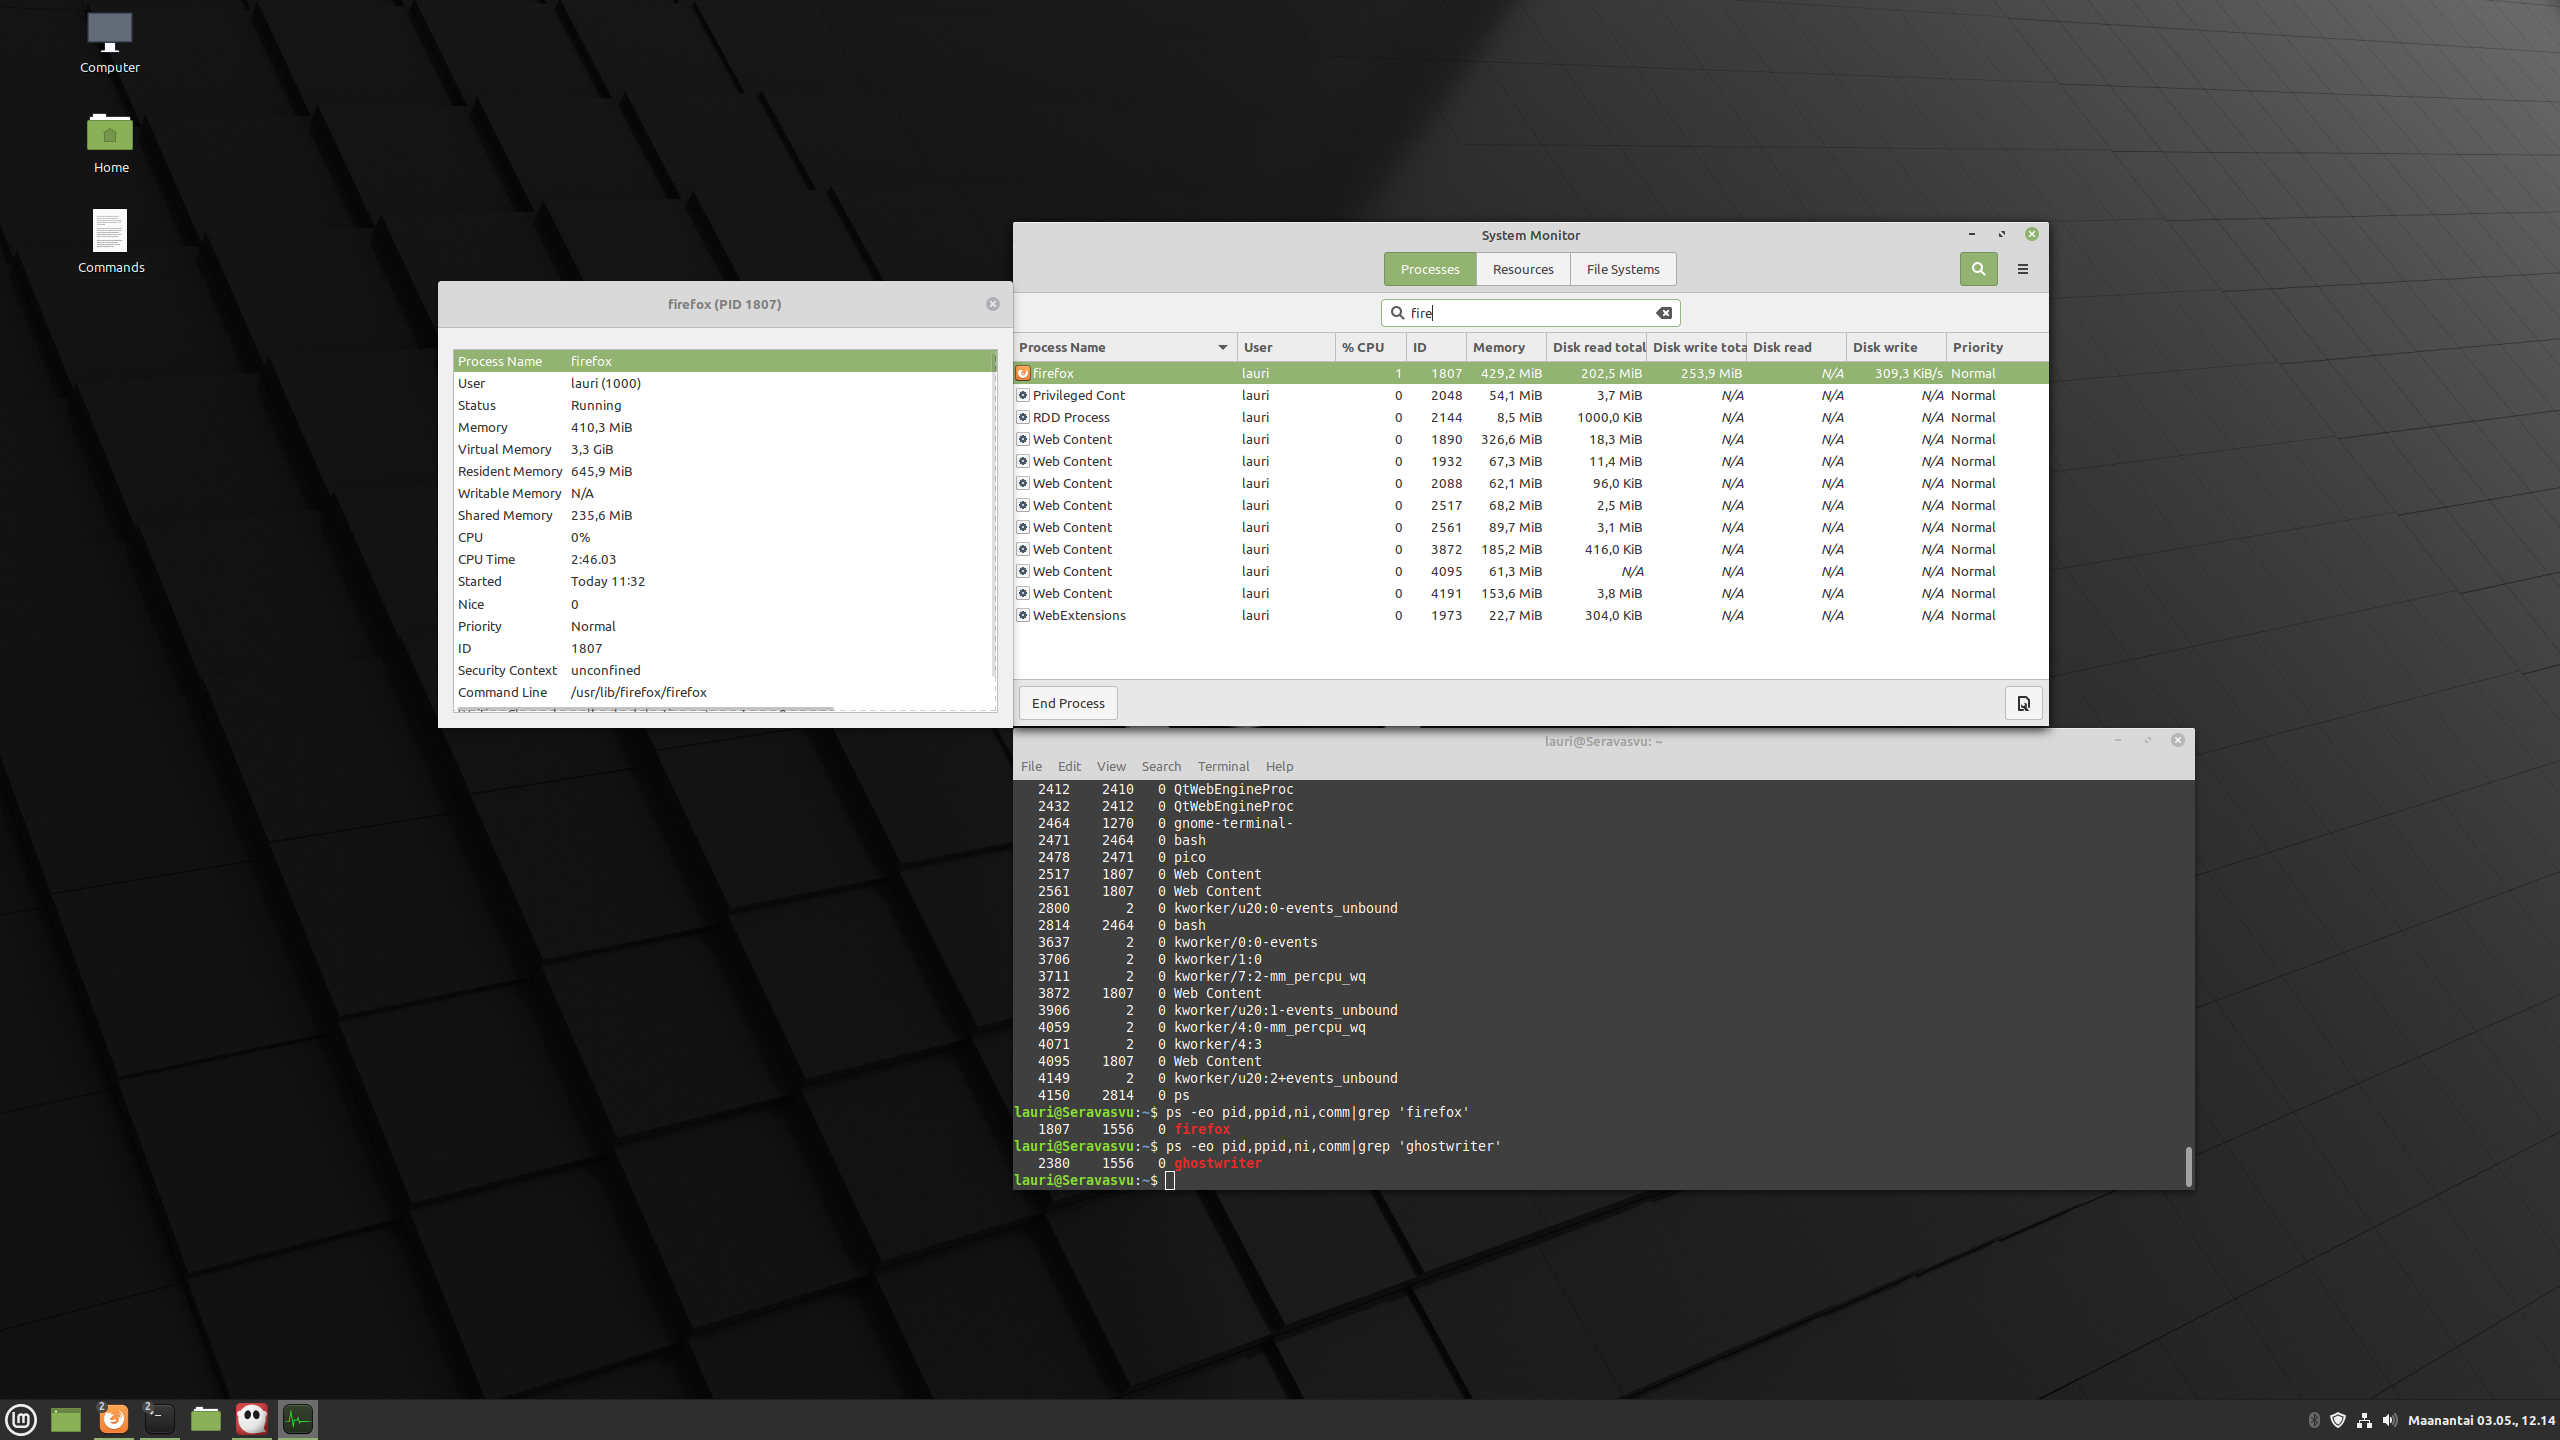 Computer
Home
Commands
firefox (PID 1807)
Process Name firefox
User lauri (1000)
Status Running
Memory 410,3 MiB
Virtual Memory 3,3 GiB
Resident Memory 645,9 MiB
Writable Memory N/A
Shared Memory 235,6 MiB
CPU 0%
CPU Time 2:46.03
Started Today 11:32
Nice 0
Priority Normal
ID 1807
Security Context unconfined
Command Line /usr/lib/firefox/firefox
System Monitor
Processes Resources File Systems
fire
Process Name User % CPU ID Memory Disk read total Disk write tota Disk read Disk write Priority
firefox lauri 1 1807 429,2 MiB 202,5 MiB 253,9 MiB N/A 309,3 KiB/s Normal
Privileged Cont lauri 0 2048 54,1 MiB 3,7 MiB N/A N/A N/A Normal
RDD Process lauri 0 2144 8,5 MiB 1000,0 KiB N/A N/A N/A Normal
Web Content lauri 0 1890 326,6 MiB 18,3 MiB N/A N/A N/A Normal
Web Content lauri 0 1932 67,3 MiB 11,4 MiB N/A N/A N/A Normal
Web Content lauri 0 2088 62,1 MiB 96,0 KiB N/A N/A N/A Normal
Web Content lauri 0 2517 68,2 MiB 2,5 MiB N/A N/A N/A Normal
Web Content lauri 0 2561 89,7 MiB 3,1 MiB N/A N/A N/A Normal
Web Content lauri 0 3872 185,2 MiB 416,0 KiB N/A N/A N/A Normal
Web Content lauri 0 4095 61,3 MiB N/A N/A N/A N/A Normal
Web Content lauri 0 4191 153,6 MiB 3,8 MiB N/A N/A N/A Normal
WebExtensions lauri 0 1973 22,7 MiB 304,0 KiB N/A N/A N/A Normal
End Process
lauri@Seravasvu: ~
File Edit View Search Terminal Help
2412 2410 0 QtWebEngineProc
2432 2412 0 QtWebEngineProc
2464 1270 0 gnome-terminal-
2471 2464 0 bash
2478 2471 0 pico
2517 1807 0 Web Content
2561 1807 0 Web Content
2800 2 0 kworker/u20:0-events_unbound
2814 2464 0 bash
3637 2 0 kworker/0:0-events
3706 2 0 kworker/1:0
3711 2 0 kworker/7:2-mm_percpu_wq
3872 1807 0 Web Content
3906 2 0 kworker/u20:1-events_unbound
4059 2 0 kworker/4:0-mm_percpu_wq
4071 2 0 kworker/4:3
4095 1807 0 Web Content
4149 2 0 kworker/u20:2+events_unbound
4150 2814 0 ps
lauri@Seravasvu:~$ ps -eo pid,ppid,ni,comm|grep 'firefox'
1807 1556 0 firefox
lauri@Seravasvu:~$ ps -eo pid,ppid,ni,comm|grep 'ghostwriter'
2380 1556 0 ghostwriter
lauri@Seravasvu:~$
2 2 Maanantai 03.05., 12.14